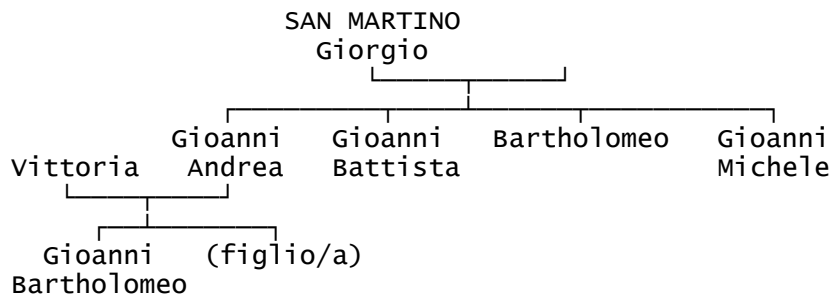 SAN MARTINO
Giorgio
Gioanni Gioanni Bartholomeo Gioanni
Vittoria Andrea Battista Michele
Gioanni (figlio/a)
Bartholomeo